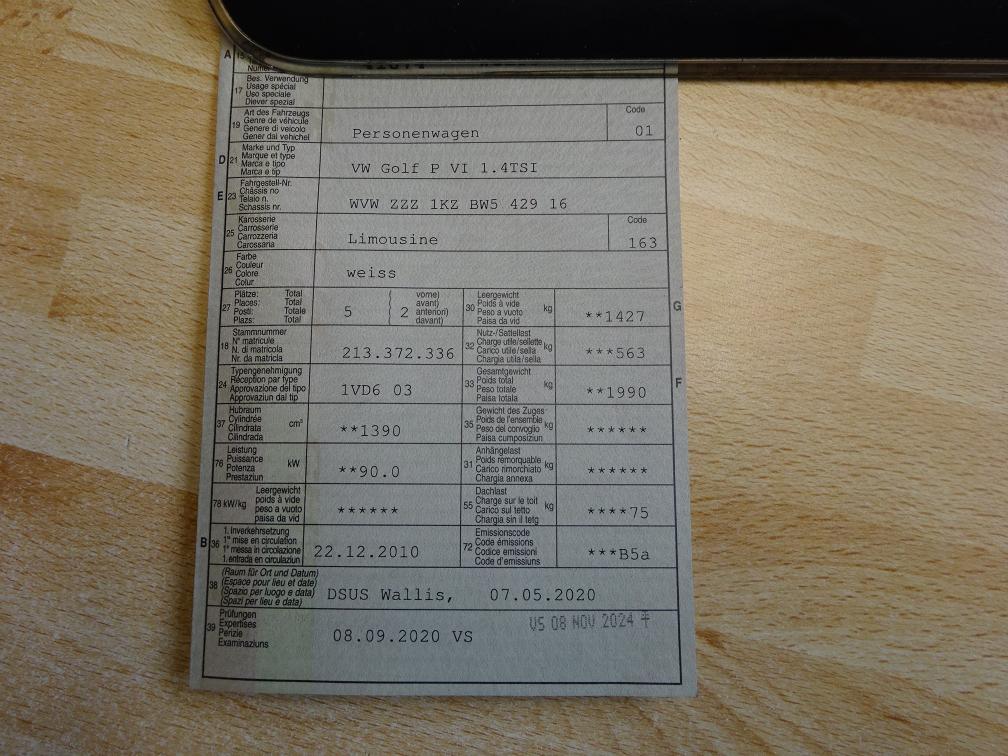 A 15
17 Bes. Verwendung
Usage spécial
Uso speciale
Diever spezial
19 Art des Fahrzeugs
Genre de véhicule
Genere di veicolo
Gener dal vehichel
Personenwagen
Code
01
D 21 Marke und Typ
Marque et type
Marca e tipo
Marca e tip
VW Golf P VI 1.4TSI
E 23 Fahrgestell-Nr.
Châssis no
Telaio n.
Schassis nr.
WVW ZZZ 1KZ BW5 429 16
25 Karosserie
Carrosserie
Carrozzeria
Carossaria
Limousine
Code
163
26 Farbe
Couleur
Colore
Colur
weiss
27 Plätze: Total
Places: Total
Posti: Totale
Plazs: Total
5
( 2 vorne)
avant)
anteriori)
davant)
30 Leergewicht
Poids à vide
Peso a vuoto
Paisa da vid
kg
**1427
G
18 Stammnummer
N° matricule
N. di matricola
Nr. da matricla
213.372.336
32 Nutz-/Sattellast
Charge utile/sellette
Carico utile/sella
Chargia utila/sella
kg
***563
24 Typengenehmigung
Réception par type
Approvazione del tipo
Approvaziun dal tip
1VD6 03
33 Gesamtgewicht
Poids total
Peso totale
Paisa totala
kg
**1990
F
37 Hubraum
Cylindrée
Cilindrata
Cilindrada
cm³
**1390
35 Gewicht des Zuges
Poids de l'ensemble
Peso del convoglio
Paisa cumposiziun
kg
******
76 Leistung
Puissance
Potenza
Prestaziun
kW
**90.0
31 Anhängelast
Poids remorquable
Carico rimorchiato
Chargia annexa
kg
******
78 kW/kg
Leergewicht
poids à vide
peso a vuoto
paisa da vid
******
55 Dachlast
Charge sur le toit
Carico sul tetto
Chargia sin il tetg
kg
****75
B 36 1. Inverkehrsetzung
1re mise en circulation
1a messa in circolazione
1. entrada en circulaziun
22.12.2010
72 Emissionscode
Code émissions
Codice emissioni
Code d'emissiuns
***B5a
38 (Raum für Ort und Datum)
(Espace pour lieu et date)
(Spazio per luogo e data)
(Spazi per lieu e data)
DSUS Wallis, 07.05.2020
39 Prüfungen
Expertises
Perizie
Examinaziuns
08.09.2020 VS
VS 08 NOV 2024